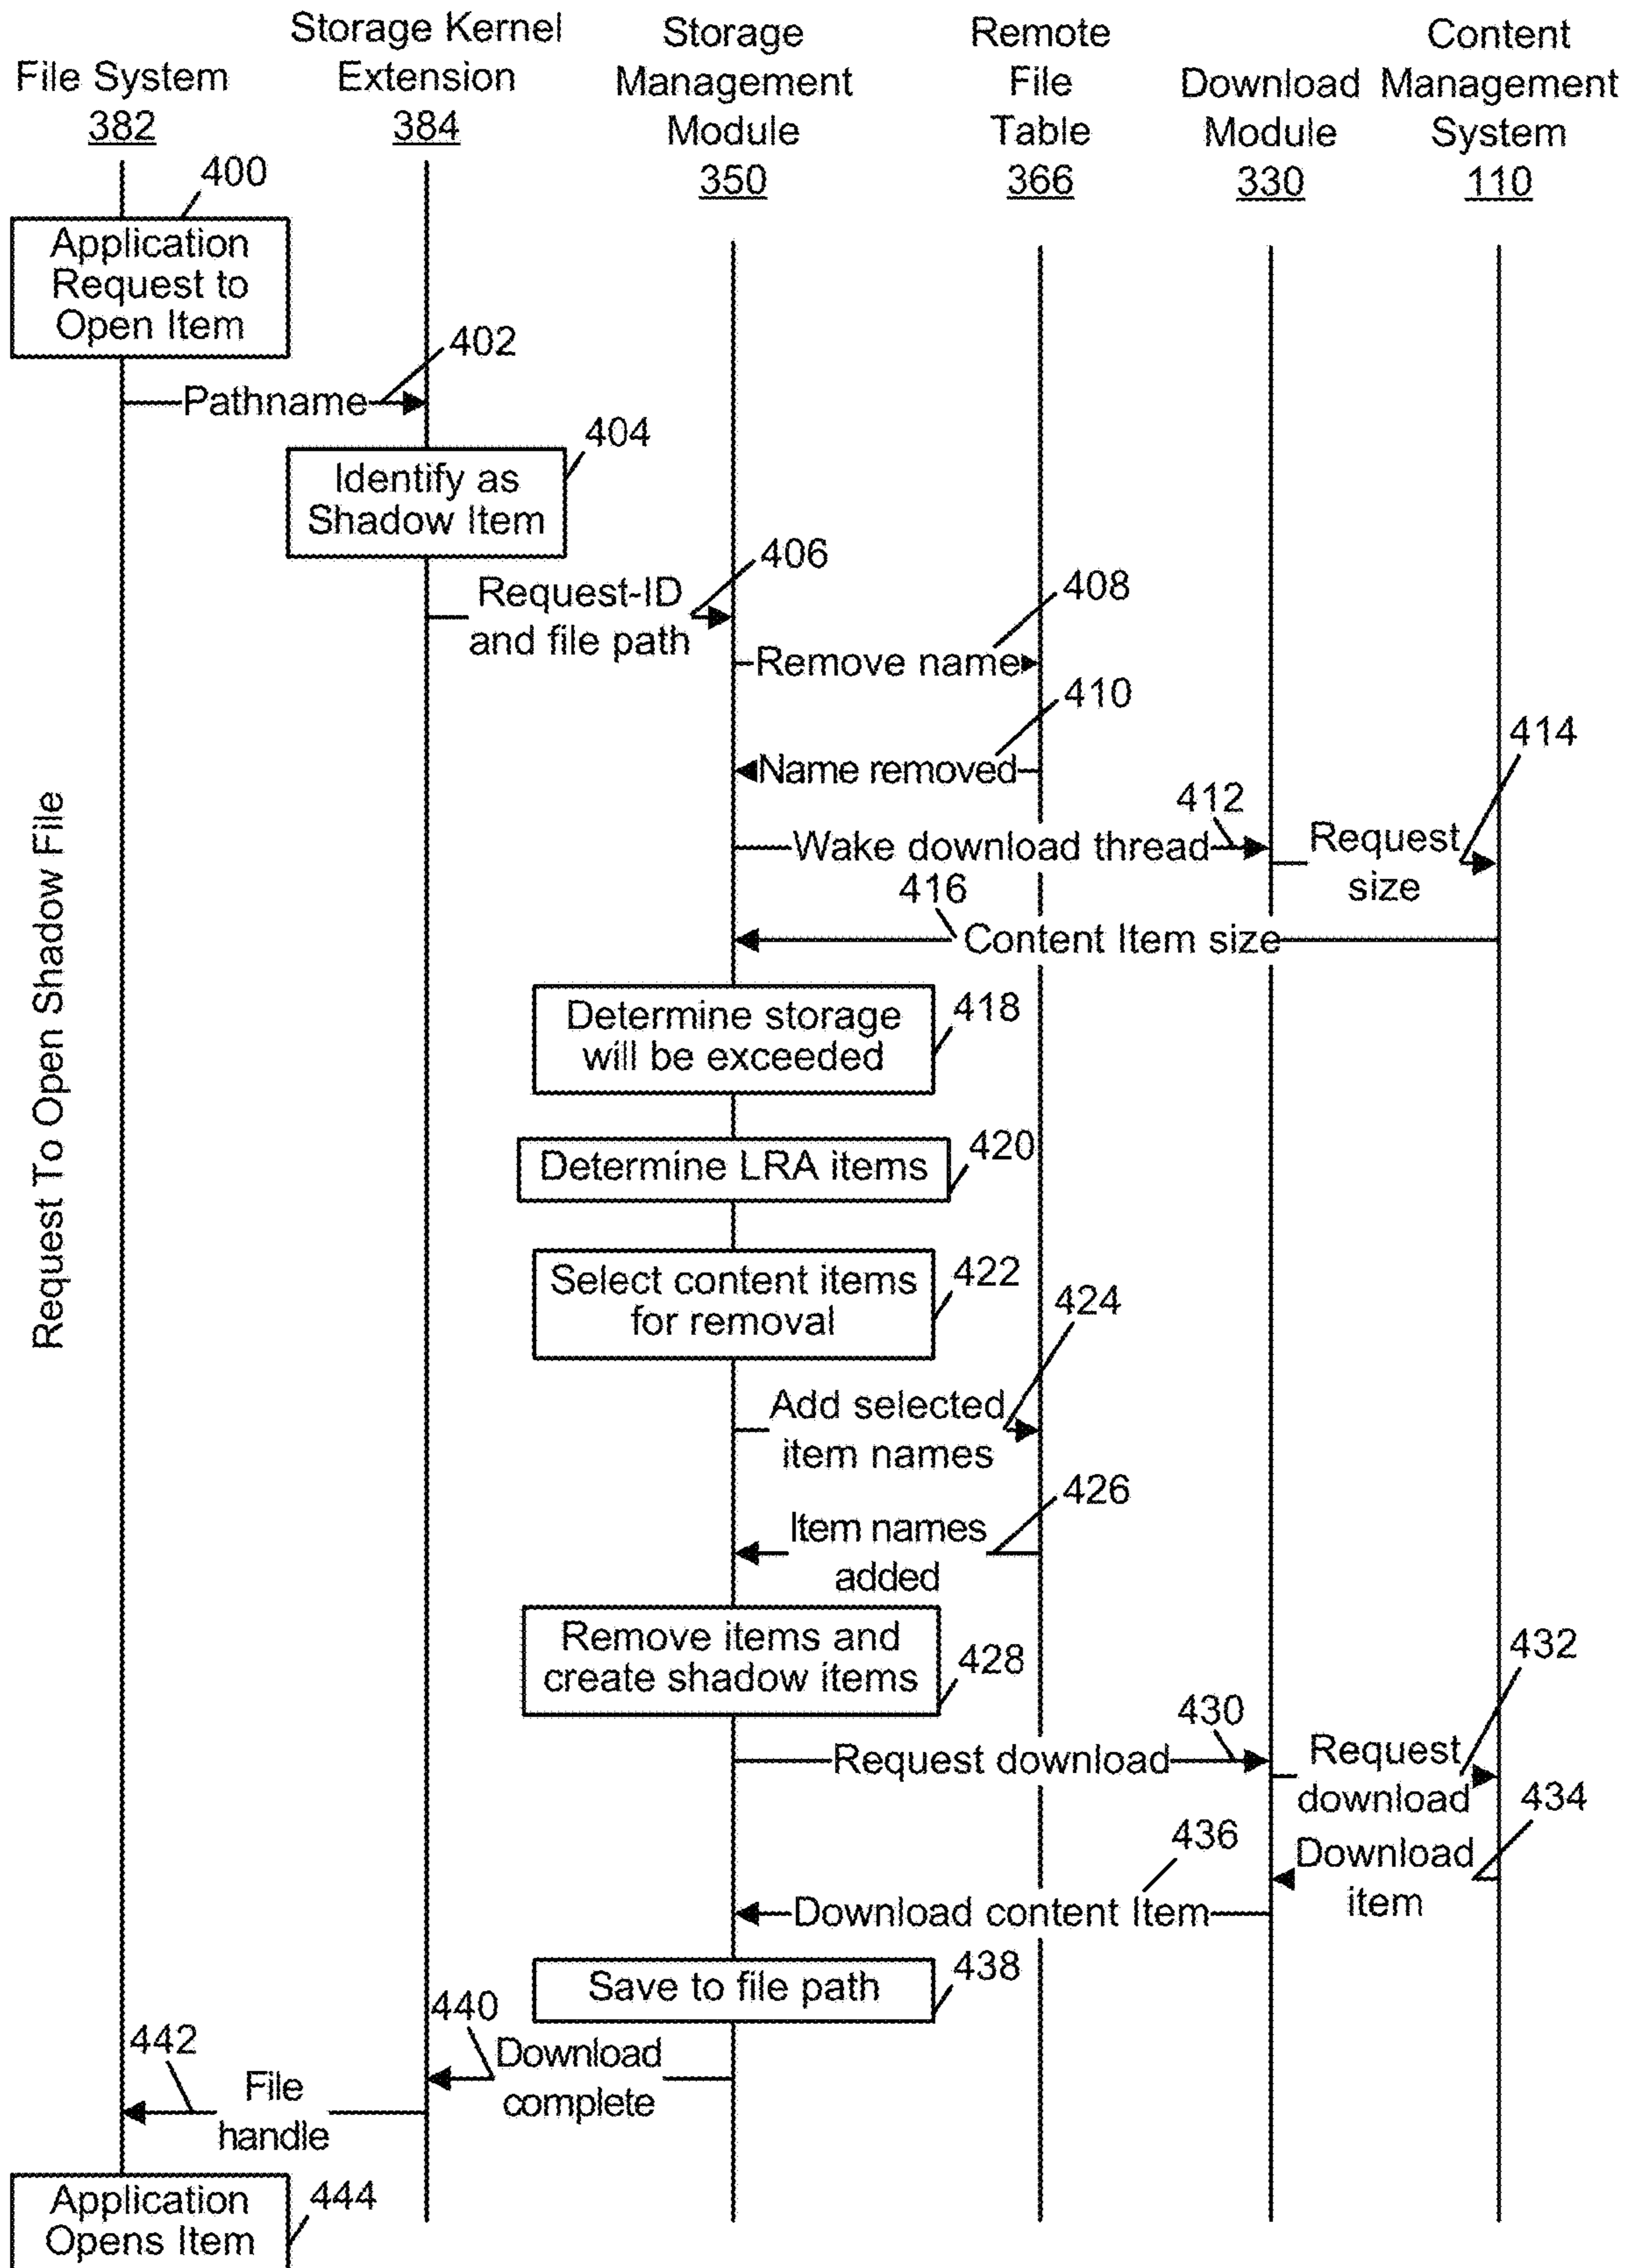 File System
382
Storage Kernel
Extension
384
Storage
Management
Module
350
Remote
File
Table
366
Download
Module
330
Content
Management
System
110
400
Application
Request to
Open Item
402
Pathname
404
Identify as
Shadow Item
406
Request-ID
and file path
408
Remove name
410
Name removed
412
Wake download thread
414
Request
size
416
Content Item size
Request To Open Shadow File
Determine storage
will be exceeded
418
Determine LRA items
420
Select content items
for removal
422
424
Add selected
item names
426
Item names
added
Remove items and
create shadow items
428
430
Request download
432
Request
download
434
Download
item
436
Download content Item
Save to file path
438
440
Download
complete
442
File
handle
Application
Opens Item
444